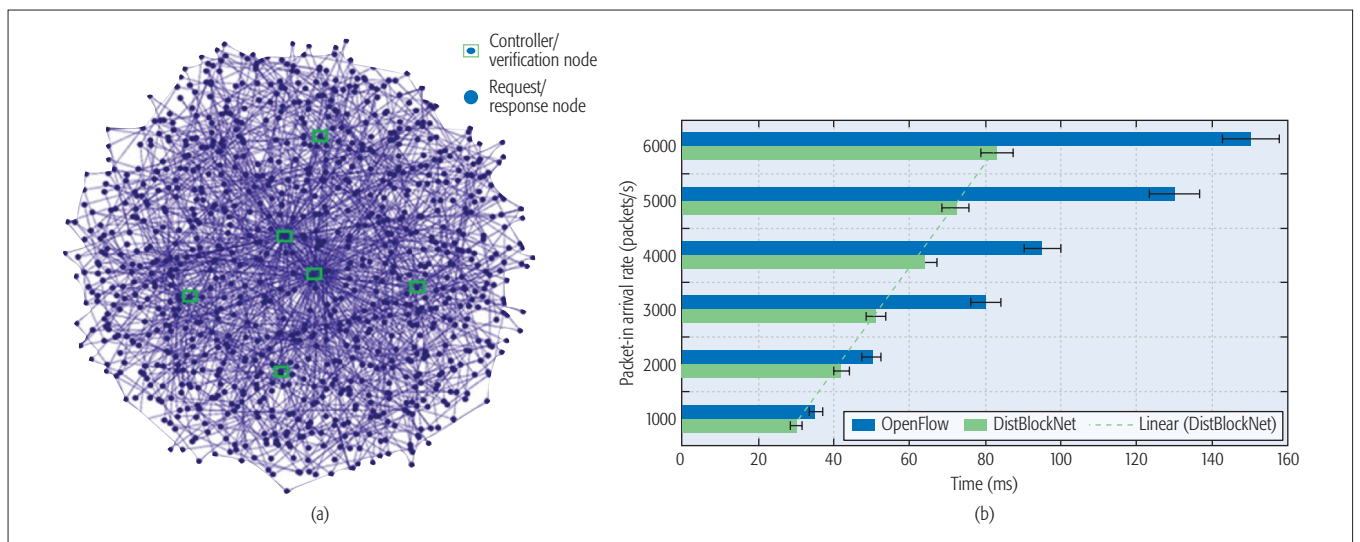 Controller/
verification node
Request/
response node
(a)
Packet-in arrival rate (packets/s)
6000
5000
4000
3000
2000
1000
OpenFlow DistBlockNet Linear (DistBlockNet)
0 20 40 60 80 100 120 140 160
Time (ms)
(b)